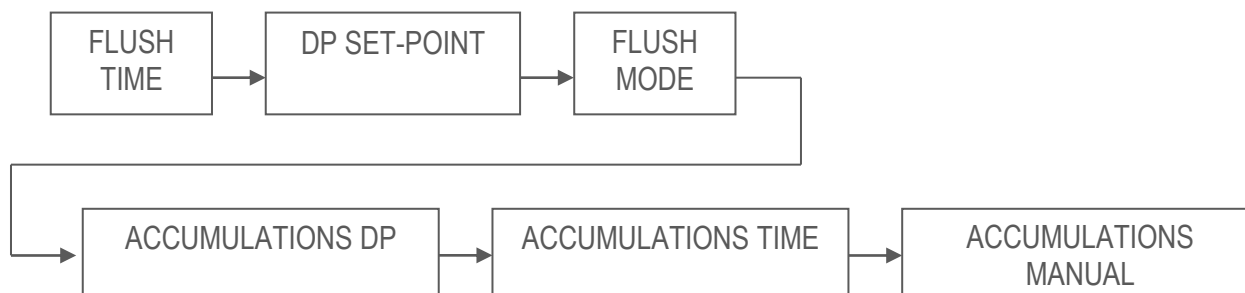 FLUSH
TIME
DP SET-POINT
FLUSH
MODE
ACCUMULATIONS DP
ACCUMULATIONS TIME
ACCUMULATIONS
MANUAL